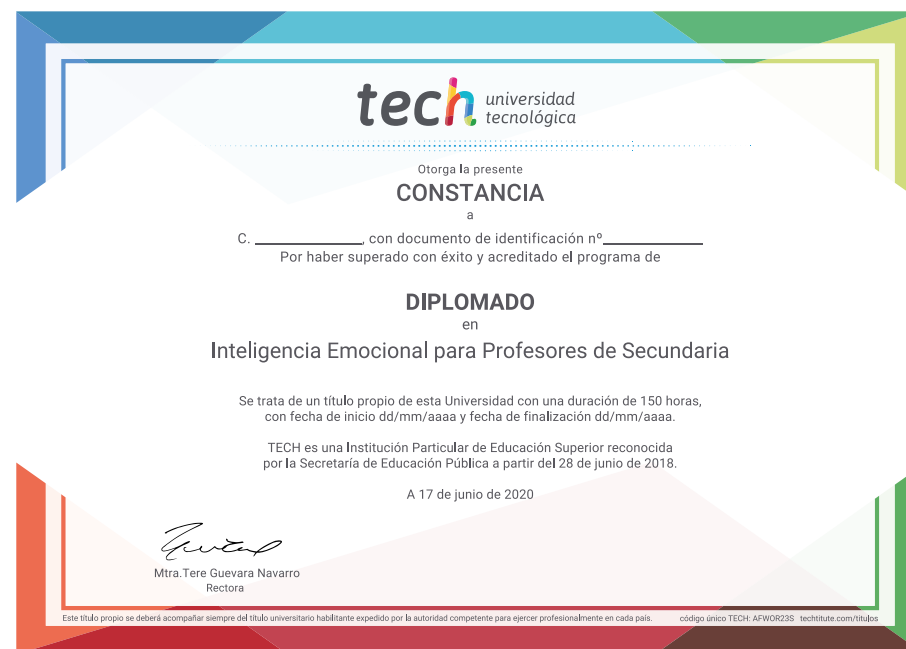 tech universidad
tecnológica
Otorga la presente
CONSTANCIA
a
C. ____________, con documento de identificación nº____________
Por haber superado con éxito y acreditado el programa de
DIPLOMADO
en
Inteligencia Emocional para Profesores de Secundaria
Se trata de un título propio de esta Universidad con una duración de 150 horas,
con fecha de inicio dd/mm/aaaa y fecha de finalización dd/mm/aaaa.
TECH es una Institución Particular de Educación Superior reconocida
por la Secretaría de Educación Pública a partir del 28 de junio de 2018.
A 17 de junio de 2020
Mtra.Tere Guevara Navarro
Rectora
Este título propio se deberá acompañar siempre del título universitario habilitante expedido por la autoridad competente para ejercer profesionalmente en cada país. código único TECH: AFWOR23S techtitute.com/titulos